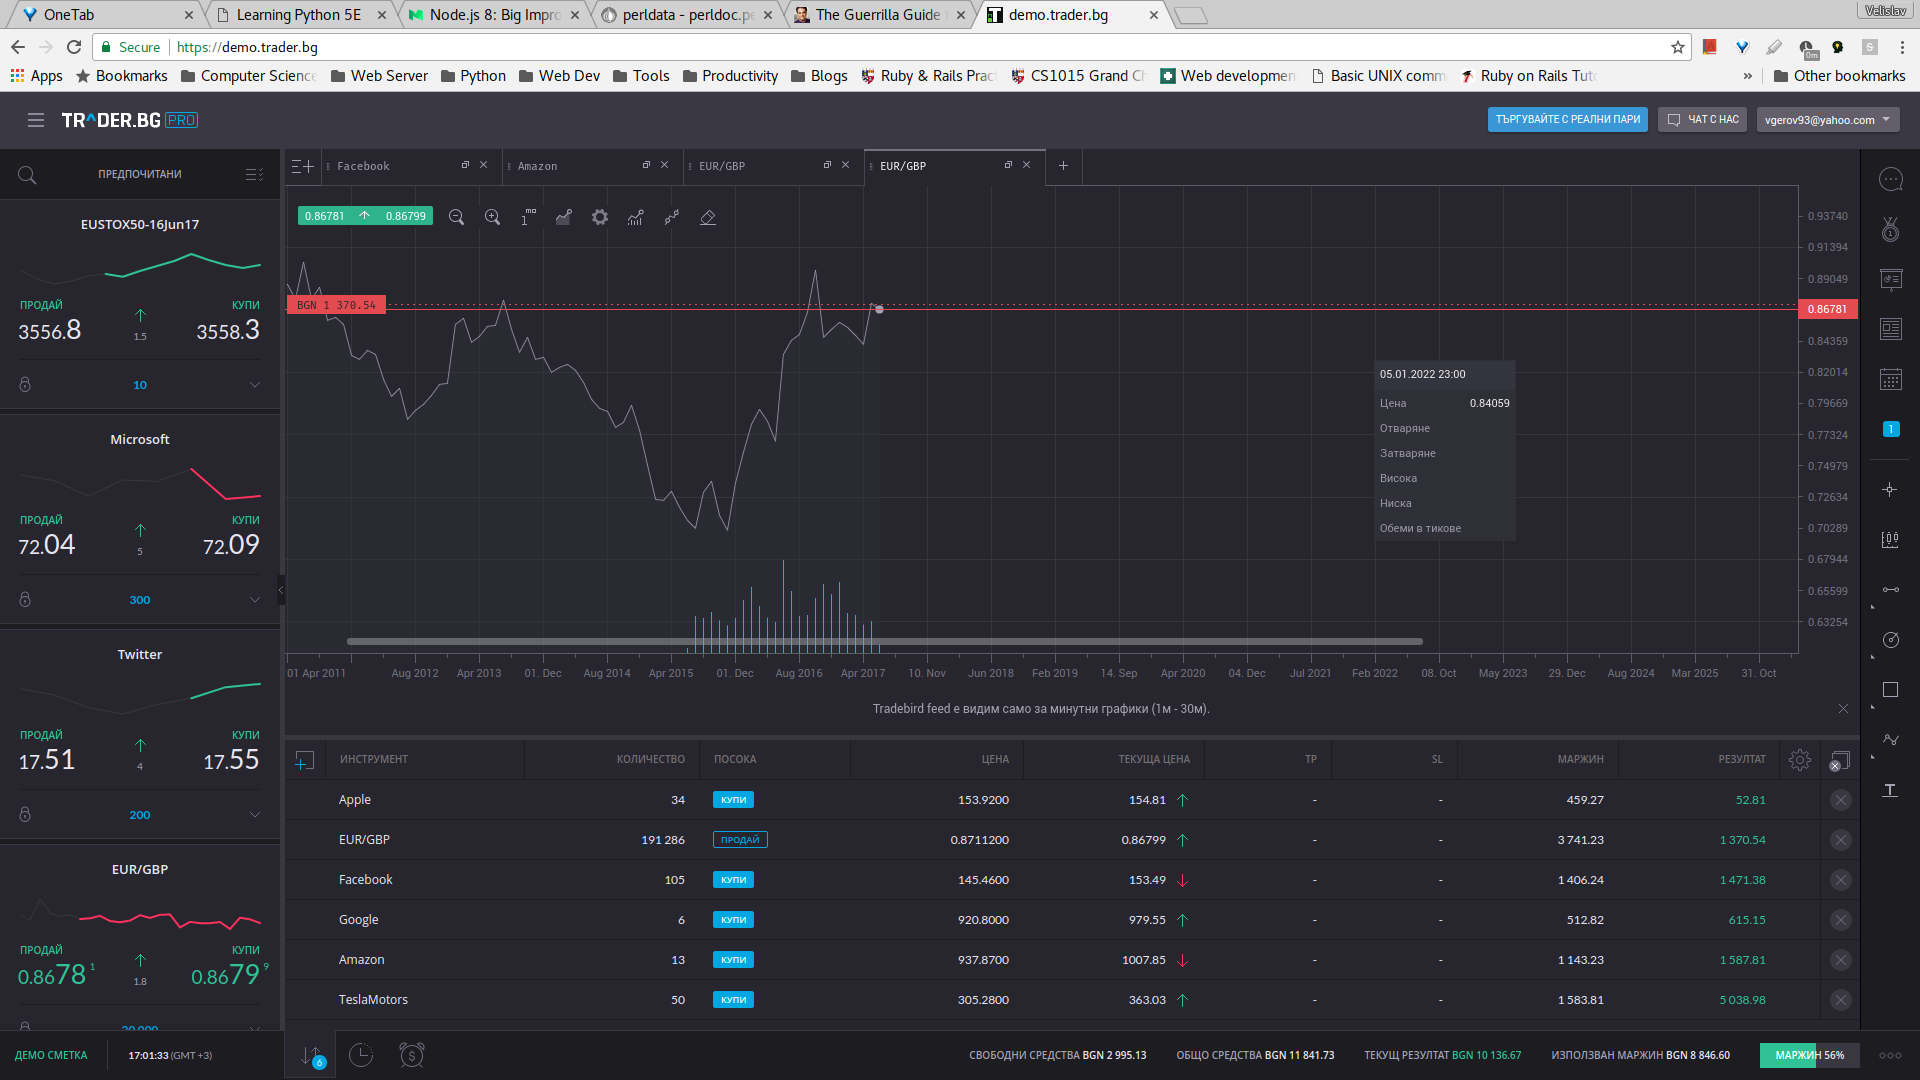 OneTab
Learning Python 5E
Node.js 8: Big Impro
perldata - perldoc.pe
The Guerrilla Guide
demo.trader.bg
Velislav
Secure
https://demo.trader.bg
0m
Apps
Bookmarks
Computer Science
Web Server
Python
Web Dev
Tools
Productivity
Blogs
Ruby & Rails Prac
CS1015 Grand Ch
Web developmen
Basic UNIX comm
Ruby on Rails Tuto
»
Other bookmarks
TRADER.BG PRO
ТЪРГУВАЙТЕ С РЕАЛНИ ПАРИ
ЧАТ С НАС
vgerov93@yahoo.com
ПРЕДПОЧИТАНИ
EUSTOX50-16Jun17
ПРОДАЙ
КУПИ
3556.8
1.5
3558.3
10
Microsoft
ПРОДАЙ
КУПИ
72.04
5
72.09
300
Twitter
ПРОДАЙ
КУПИ
17.51
4
17.55
200
EUR/GBP
ПРОДАЙ
КУПИ
0.86781
1.8
0.86799
20 000
Facebook
Amazon
EUR/GBP
EUR/GBP
0.86781
0.86799
1mo
BGN 1 370.54
0.93740
0.91394
0.89049
0.86781
0.84359
0.82014
0.79669
0.77324
0.74979
0.72634
0.70289
0.67944
0.65599
0.63254
05.01.2022 23:00
Цена 0.84059
Отваряне
Затваряне
Висока
Ниска
Обеми в тикове
01 Apr 2011
Aug 2012
Apr 2013
01. Dec
Aug 2014
Apr 2015
01. Dec
Aug 2016
Apr 2017
10. Nov
Jun 2018
Feb 2019
14. Sep
Apr 2020
04. Dec
Jul 2021
Feb 2022
08. Oct
May 2023
29. Dec
Aug 2024
Mar 2025
31. Oct
Tradebird feed е видим само за минутни графики (1м - 30м).
1
ИНСТРУМЕНТ КОЛИЧЕСТВО ПОСОКА ЦЕНА ТЕКУЩА ЦЕНА TP SL МАРЖИН РЕЗУЛТАТ
Apple 34 КУПИ 153.9200 154.81 - - 459.27 52.81
EUR/GBP 191 286 ПРОДАЙ 0.8711200 0.86799 - - 3 741.23 1 370.54
Facebook 105 КУПИ 145.4600 153.49 - - 1 406.24 1 471.38
Google 6 КУПИ 920.8000 979.55 - - 512.82 615.15
Amazon 13 КУПИ 937.8700 1007.85 - - 1 143.23 1 587.81
TeslaMotors 50 КУПИ 305.2800 363.03 - - 1 583.81 5 038.98
ДЕМО СМЕТКА
17:01:33 (GMT +3)
6
СВОБОДНИ СРЕДСТВА BGN 2 995.13
ОБЩО СРЕДСТВА BGN 11 841.73
ТЕКУЩ РЕЗУЛТАТ BGN 10 136.67
ИЗПОЛЗВАН МАРЖИН BGN 8 846.60
МАРЖИН 56%